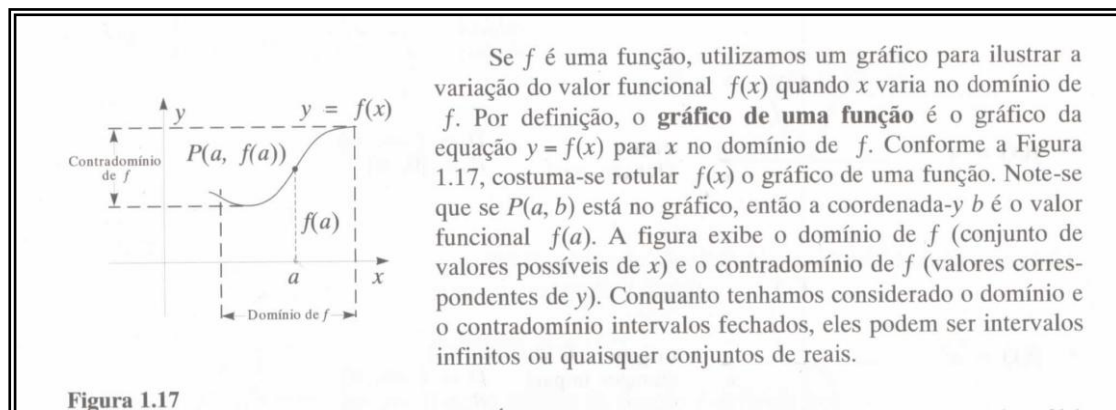 Se f é uma função, utilizamos um gráfico para ilustrar a
variação do valor funcional f(x) quando x varia no domínio de
f. Por definição, o gráfico de uma função é o gráfico da
equação y = f(x) para x no domínio de f. Conforme a Figura
1.17, costuma-se rotular f(x) o gráfico de uma função. Note-se
que se P(a, b) está no gráfico, então a coordenada-y b é o valor
funcional f(a). A figura exibe o domínio de f (conjunto de
valores possíveis de x) e o contradomínio de f (valores corres-
pondentes de y). Conquanto tenhamos considerado o domínio e
o contradomínio intervalos fechados, eles podem ser intervalos
infinitos ou quaisquer conjuntos de reais.
y
y = f(x)
Contradomínio
de f
P(a, f(a))
f(a)
a
x
Domínio de f
Figura 1.17